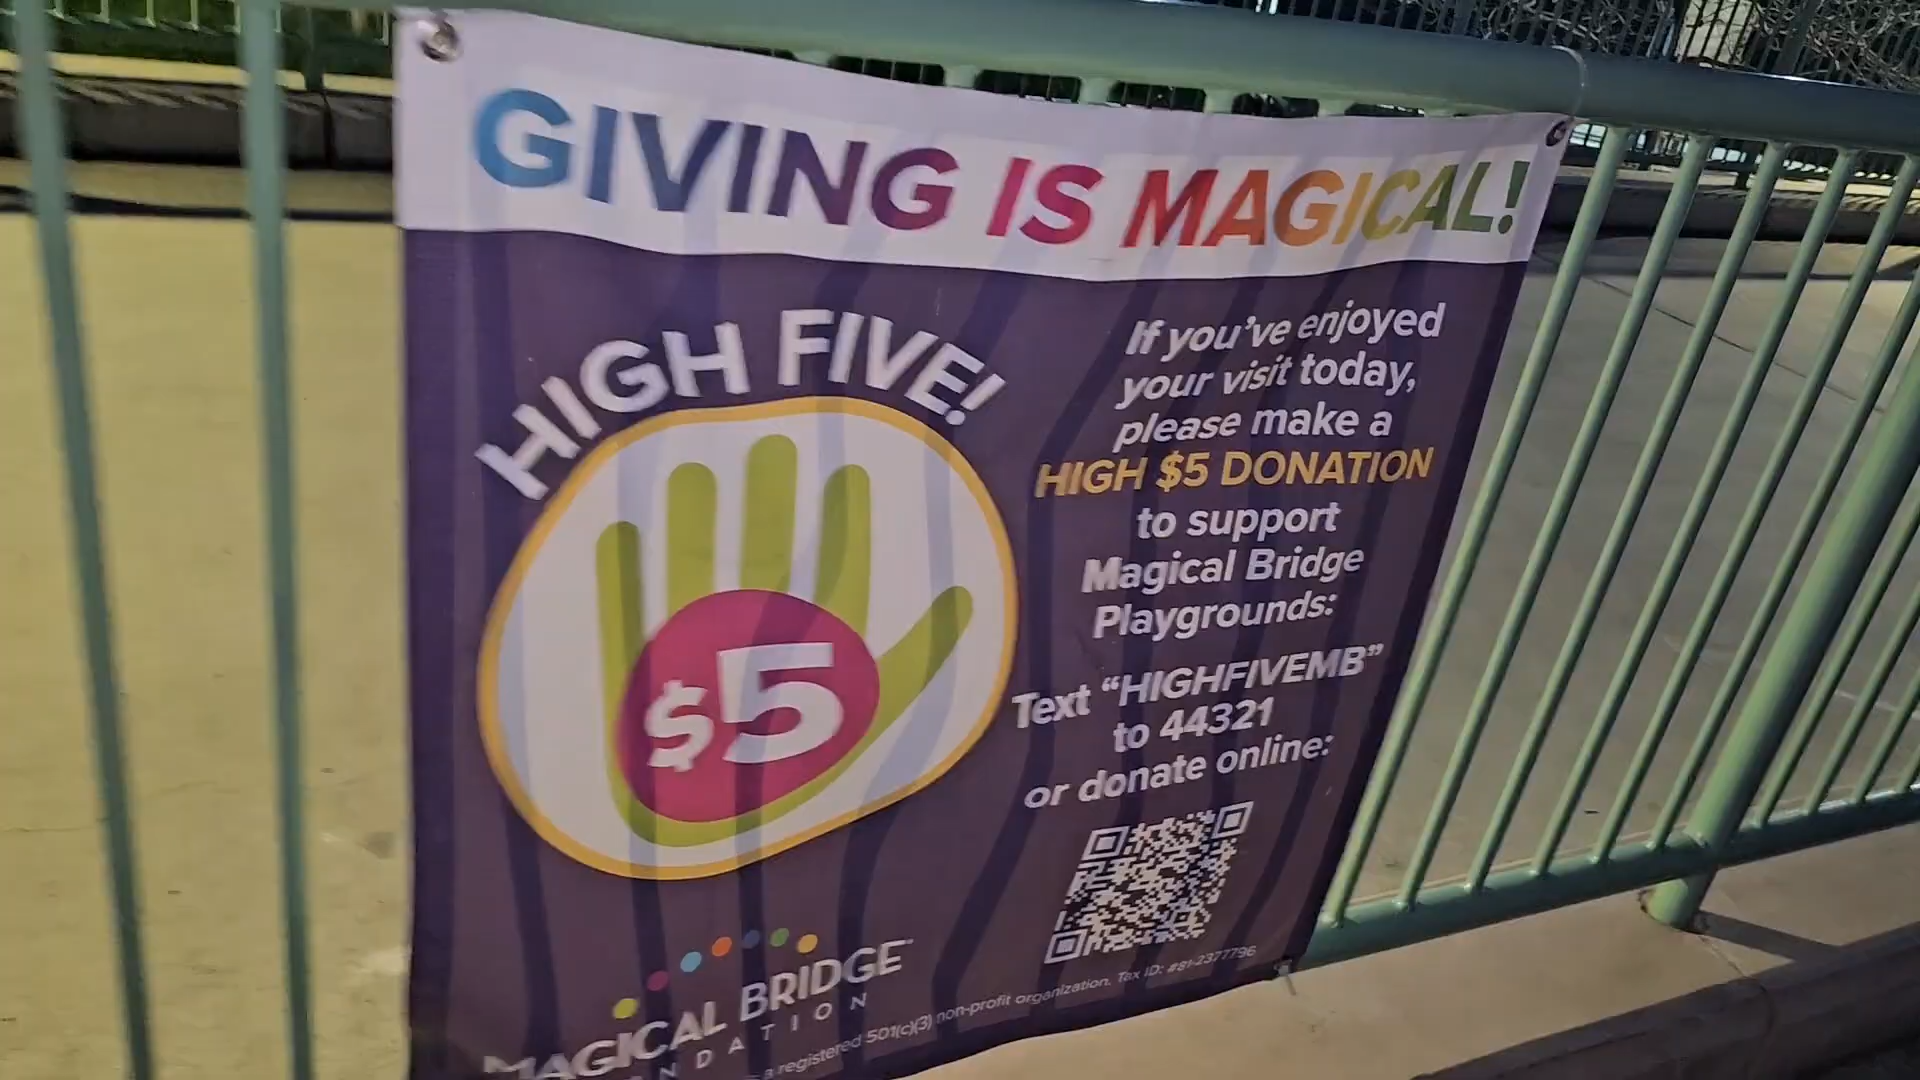 GIVING IS MAGICAL!
HIGH FIVE!
$5
If you've enjoyed
your visit today,
please make a
HIGH $5 DONATION
to support
Magical Bridge
Playgrounds:
Text “HIGHFIVEMB”
to 44321
or donate online:
MAGICAL BRIDGE
NDATION
a registered 501(c)(3) non-profit organization. Tax ID: #81-2377796